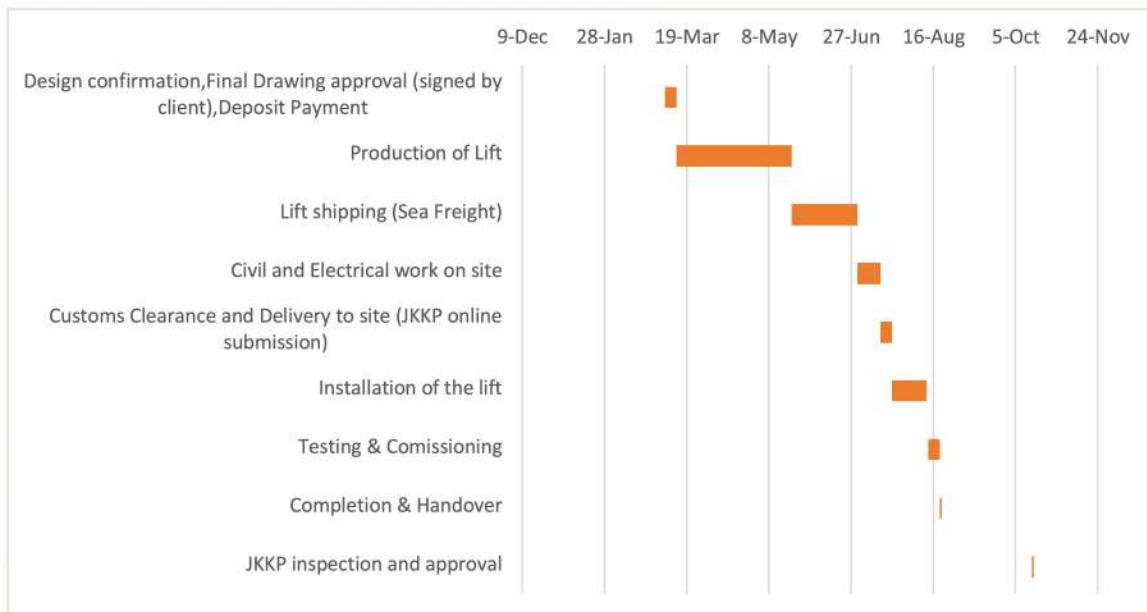 9-Dec 28-Jan 19-Mar 8-May 27-Jun 16-Aug 5-Oct 24-Nov
Design confirmation,Final Drawing approval (signed by
client),Deposit Payment
Production of Lift
Lift shipping (Sea Freight)
Civil and Electrical work on site
Customs Clearance and Delivery to site (JKKP online
submission)
Installation of the lift
Testing & Comissioning
Completion & Handover
JKKP inspection and approval